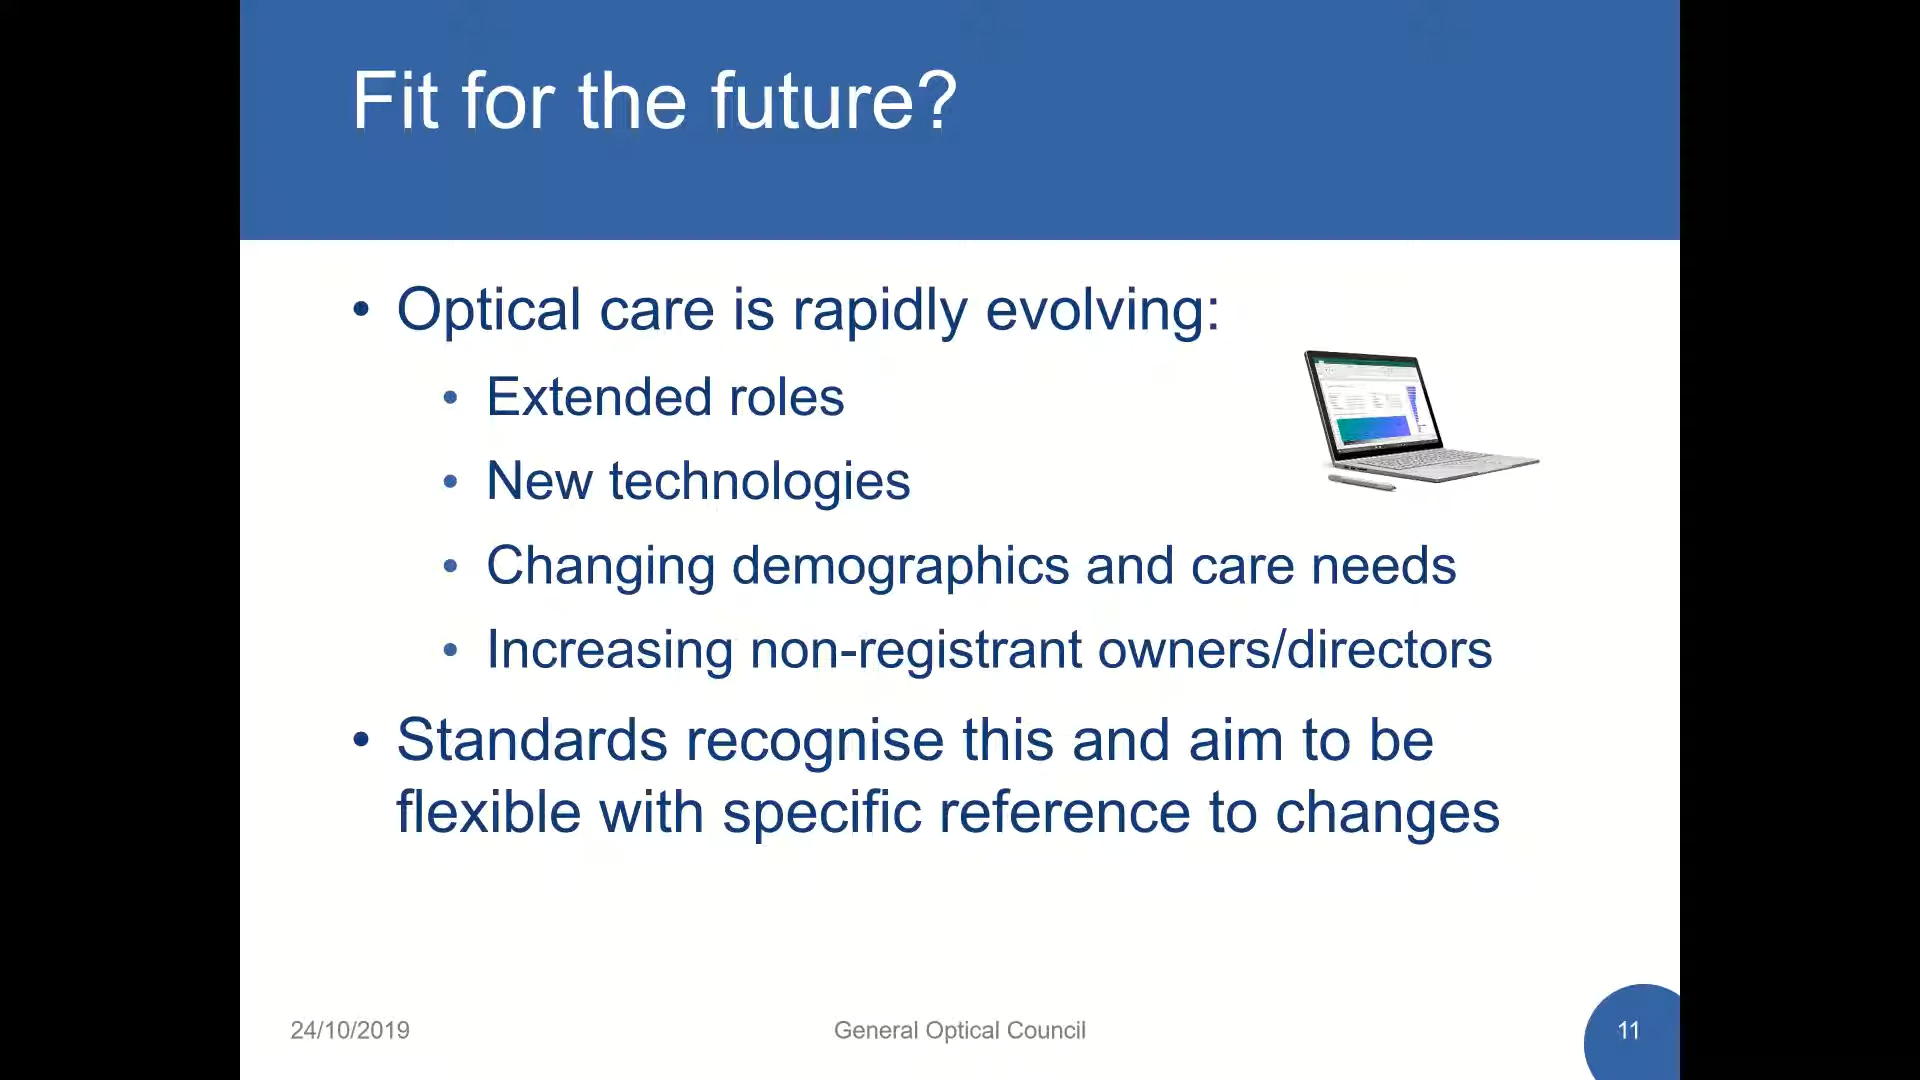 Fit for the future?
• Optical care is rapidly evolving:
• Extended roles
• New technologies
• Changing demographics and care needs
• Increasing non-registrant owners/directors
• Standards recognise this and aim to be
flexible with specific reference to changes
24/10/2019
General Optical Council
11